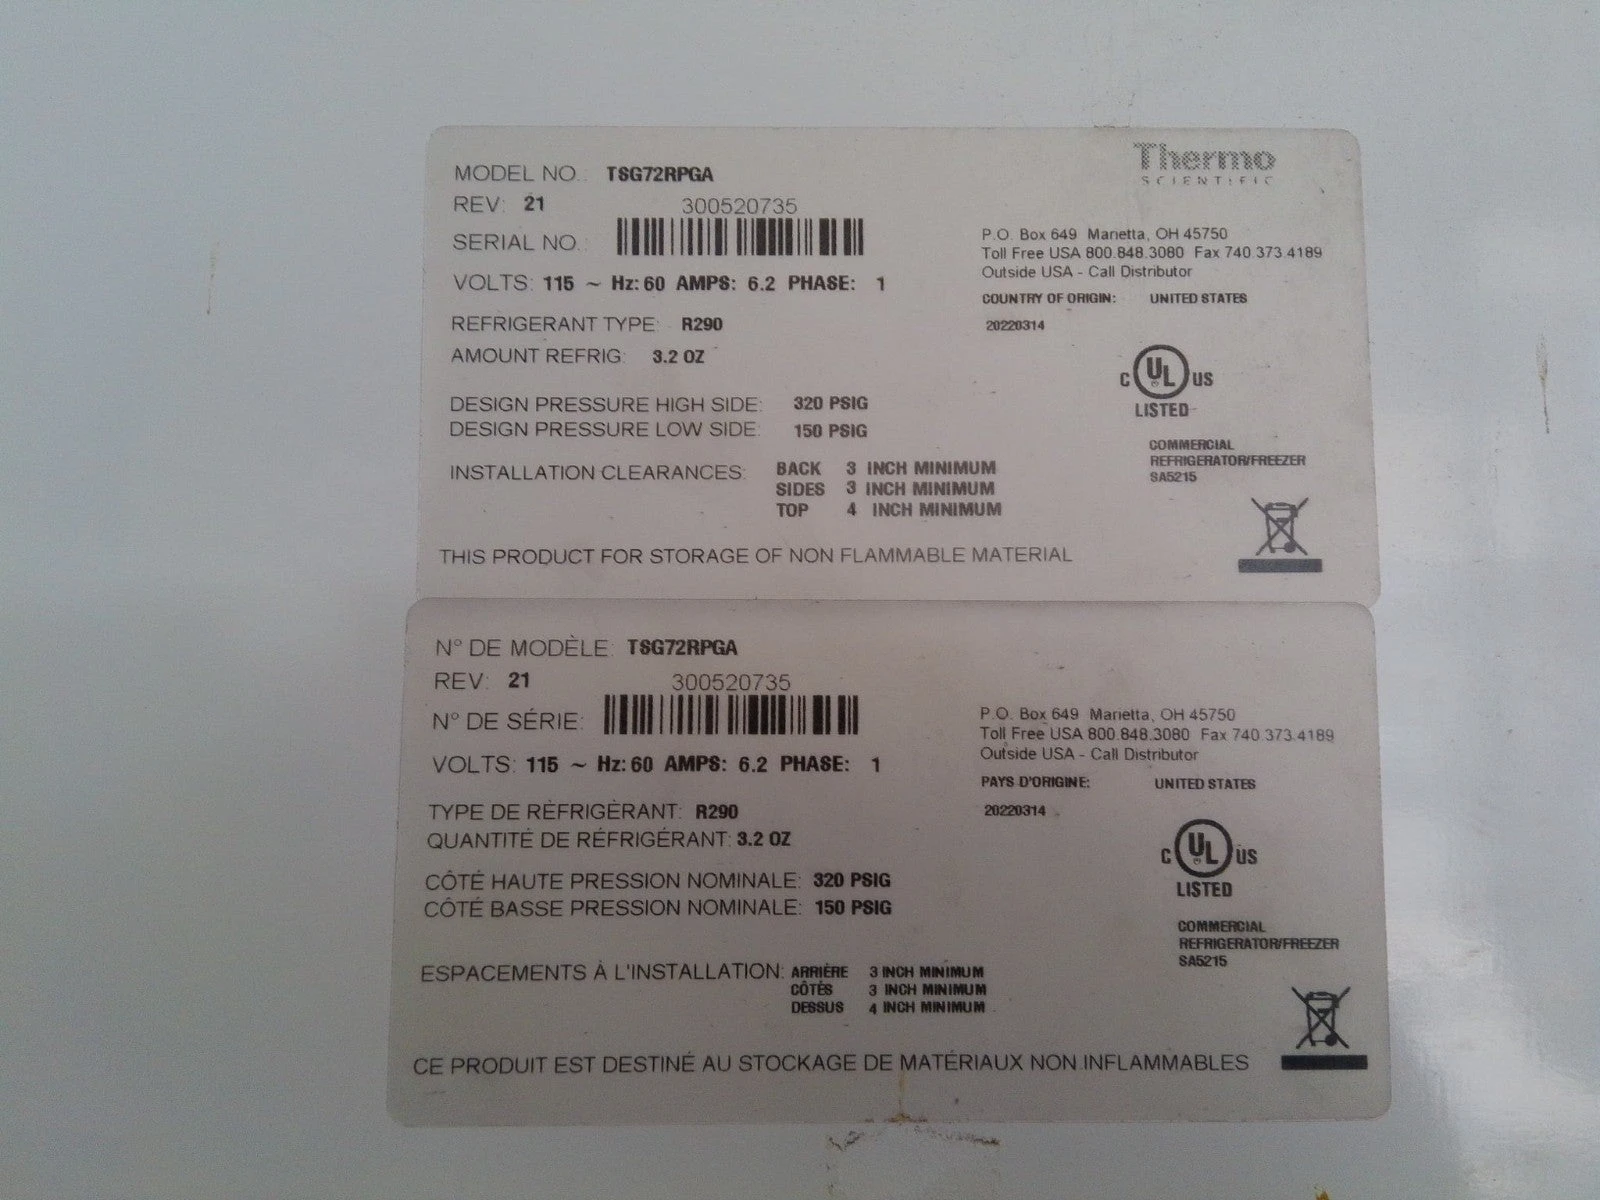 Thermo
SCIENTIFIC
MODEL NO.: TSG72RPGA
REV: 21
300520735
SERIAL NO.:
VOLTS: 115 ~ Hz: 60 AMPS: 6.2 PHASE: 1
REFRIGERANT TYPE: R290
AMOUNT REFRIG: 3.2 OZ
DESIGN PRESSURE HIGH SIDE: 320 PSIG
DESIGN PRESSURE LOW SIDE: 150 PSIG
INSTALLATION CLEARANCES: BACK 3 INCH MINIMUM
SIDES 3 INCH MINIMUM
TOP 4 INCH MINIMUM
THIS PRODUCT FOR STORAGE OF NON FLAMMABLE MATERIAL
P.O. Box 649 Marietta, OH 45750
Toll Free USA 800.848.3080 Fax 740.373.4189
Outside USA - Call Distributor
COUNTRY OF ORIGIN: UNITED STATES
20220314
C UL US
LISTED
COMMERCIAL
REFRIGERATOR/FREEZER
SA5215
N° DE MODÈLE: TSG72RPGA
REV: 21
300520735
N° DE SÉRIE:
VOLTS: 115 ~ Hz: 60 AMPS: 6.2 PHASE: 1
TYPE DE RÈFRIGÈRANT: R290
QUANTITÉ DE RÉFRIGÉRANT: 3.2 OZ
CÔTÉ HAUTE PRESSION NOMINALE: 320 PSIG
CÔTÉ BASSE PRESSION NOMINALE: 150 PSIG
ESPACEMENTS À L'INSTALLATION: ARRIÈRE 3 INCH MINIMUM
CÔTÉS 3 INCH MINIMUM
DESSUS 4 INCH MINIMUM
CE PRODUIT EST DESTINÉ AU STOCKAGE DE MATÉRIAUX NON INFLAMMABLES
P.O. Box 649 Marietta, OH 45750
Toll Free USA 800.848.3080 Fax 740.373.4189
Outside USA - Call Distributor
PAYS D'ORIGINE: UNITED STATES
20220314
C UL US
LISTED
COMMERCIAL
REFRIGERATOR/FREEZER
SA5215